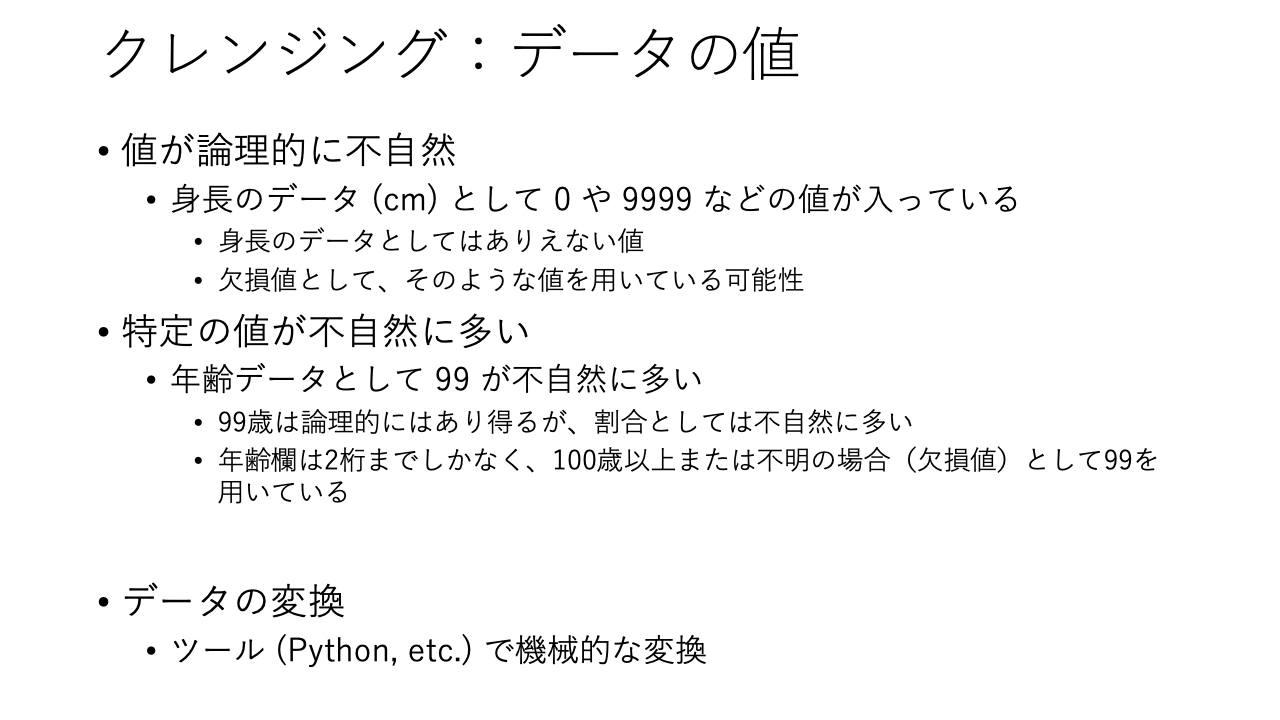 クレンジング：データの値
• 値が論理的に不自然
• 身長のデータ (cm) として 0 や 9999 などの値が入っている
• 身長のデータとしてはありえない値
• 欠損値として、そのような値を用いている可能性
• 特定の値が不自然に多い
• 年齢データとして 99 が不自然に多い
• 99歳は論理的にはあり得るが、割合としては不自然に多い
• 年齢欄は2桁までしかなく、100歳以上または不明の場合（欠損値）として99を
用いている
• データの変換
• ツール (Python, etc.) で機械的な変換